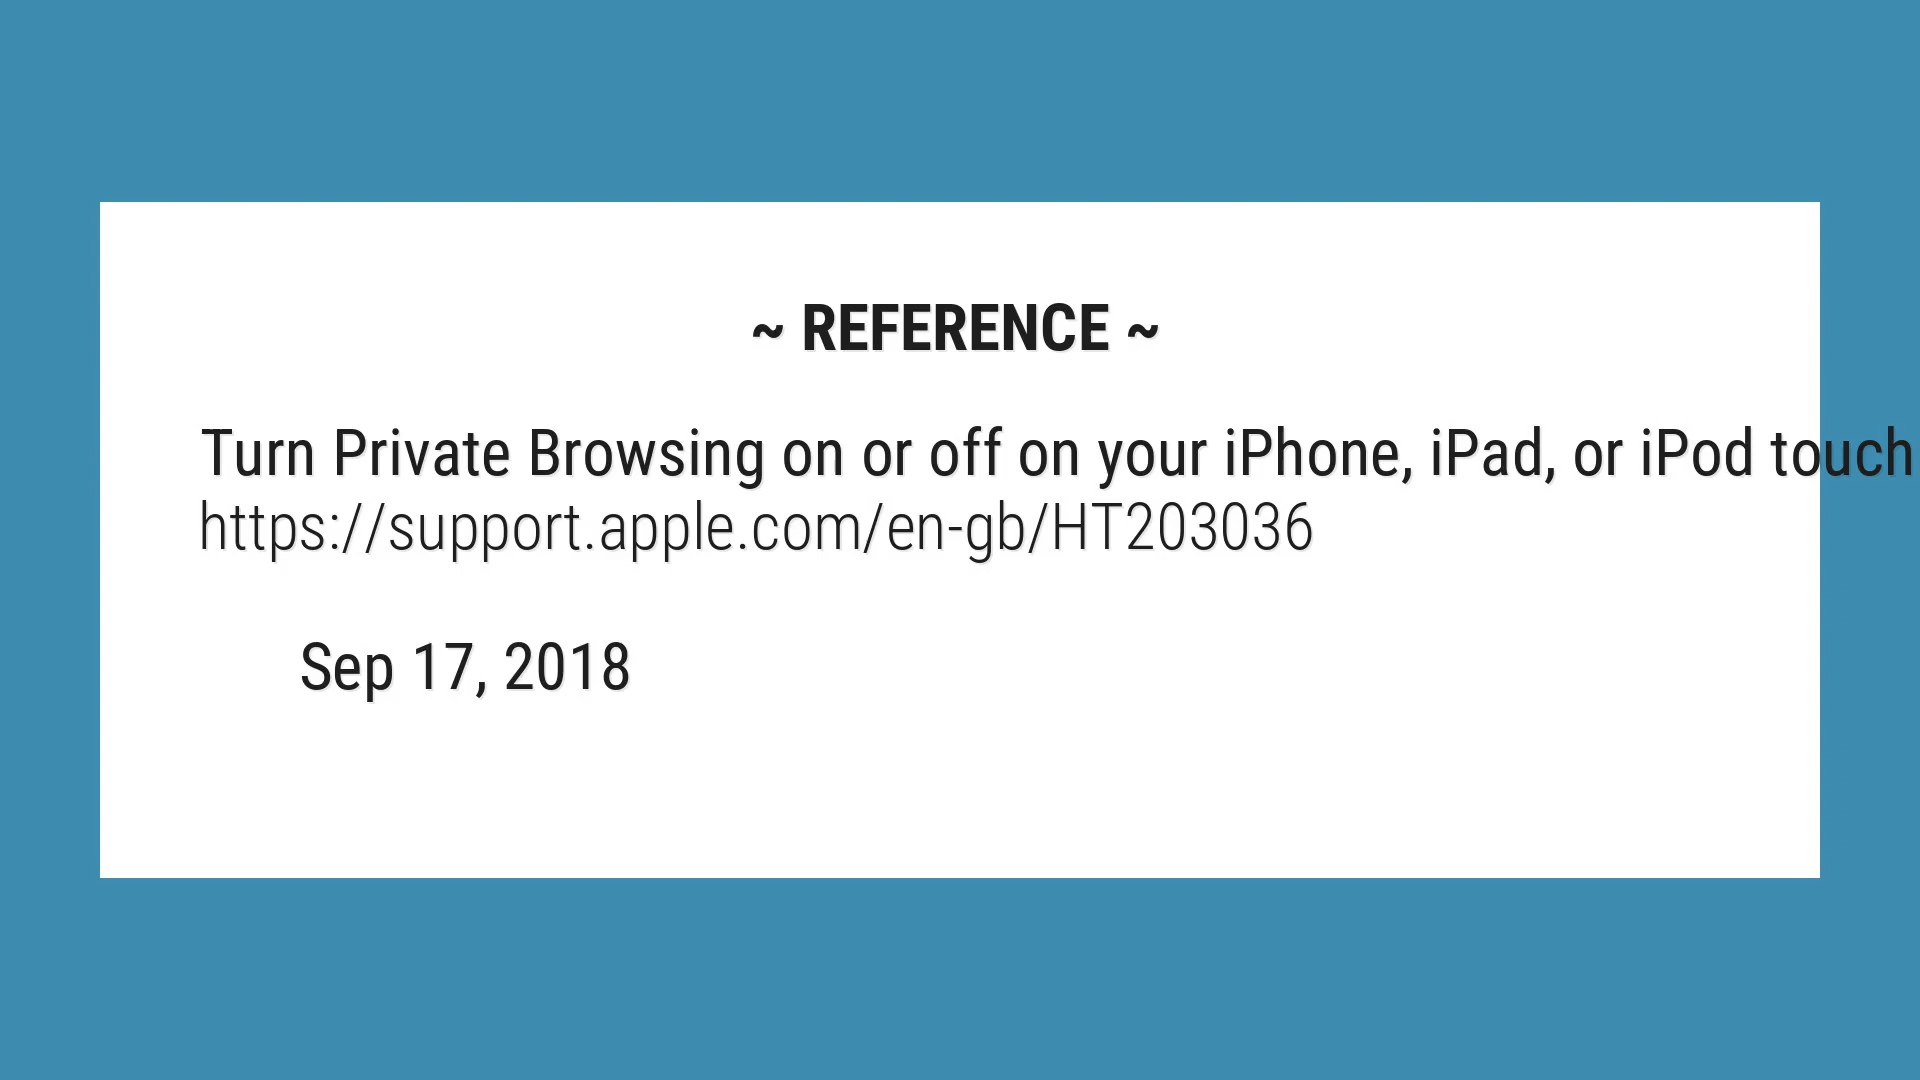 ~ REFERENCE ~
Turn Private Browsing on or off on your iPhone, iPad, or iPod touch
https://support.apple.com/en-gb/HT203036
Sep 17, 2018